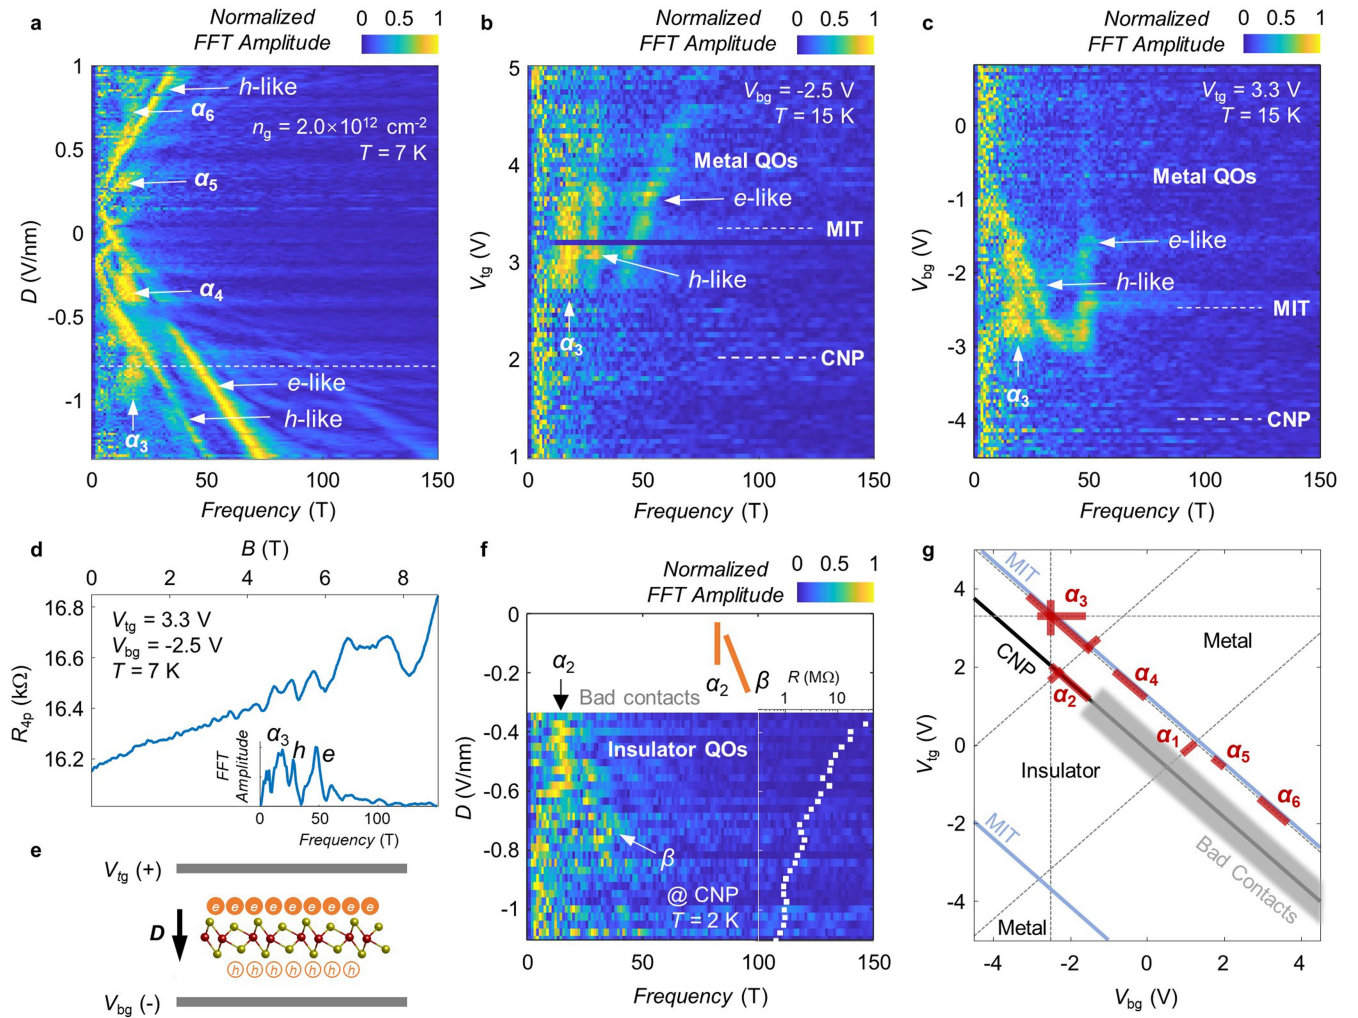 a
Normalized
FFT Amplitude
0 0.5 1
1
0.5
0
-0.5
-1
D (V/nm)
h-like
α6
ng = 2.0×10¹² cm⁻²
T = 7 K
α5
α4
e-like
h-like
α3
0 50 100 150
Frequency (T)
b
Normalized
FFT Amplitude
0 0.5 1
5
4
3
2
1
Vtg (V)
Vbg = -2.5 V
T = 15 K
Metal QOs
e-like
MIT
h-like
α3
CNP
0 50 100 150
Frequency (T)
c
Normalized
FFT Amplitude
0 0.5 1
0
-1
-2
-3
-4
Vbg (V)
Vtg = 3.3 V
T = 15 K
Metal QOs
e-like
h-like
MIT
α3
CNP
0 50 100 150
Frequency (T)
d
B (T)
0 2 4 6 8
16.8
16.6
16.4
16.2
R4p (kΩ)
Vtg = 3.3 V
Vbg = -2.5 V
T = 7 K
α3 h e
FFT
Amplitude
0 50 100
Frequency (T)
e
Vtg (+)
e e e e e e e e e
D
h h h h h h h
Vbg (-)
f
Normalized
FFT Amplitude
0 0.5 1
0
-0.2
-0.4
-0.6
-0.8
-1
D (V/nm)
α2
Bad contacts
α2
β
R (MΩ)
1 10
Insulator QOs
β
@ CNP
T = 2 K
0 50 100 150
Frequency (T)
g
4
2
0
-2
-4
Vtg (V)
MIT
α3
Metal
CNP
α4
α2
α1
α5
Insulator
α6
MIT
Bad Contacts
Metal
-4 -2 0 2 4
Vbg (V)